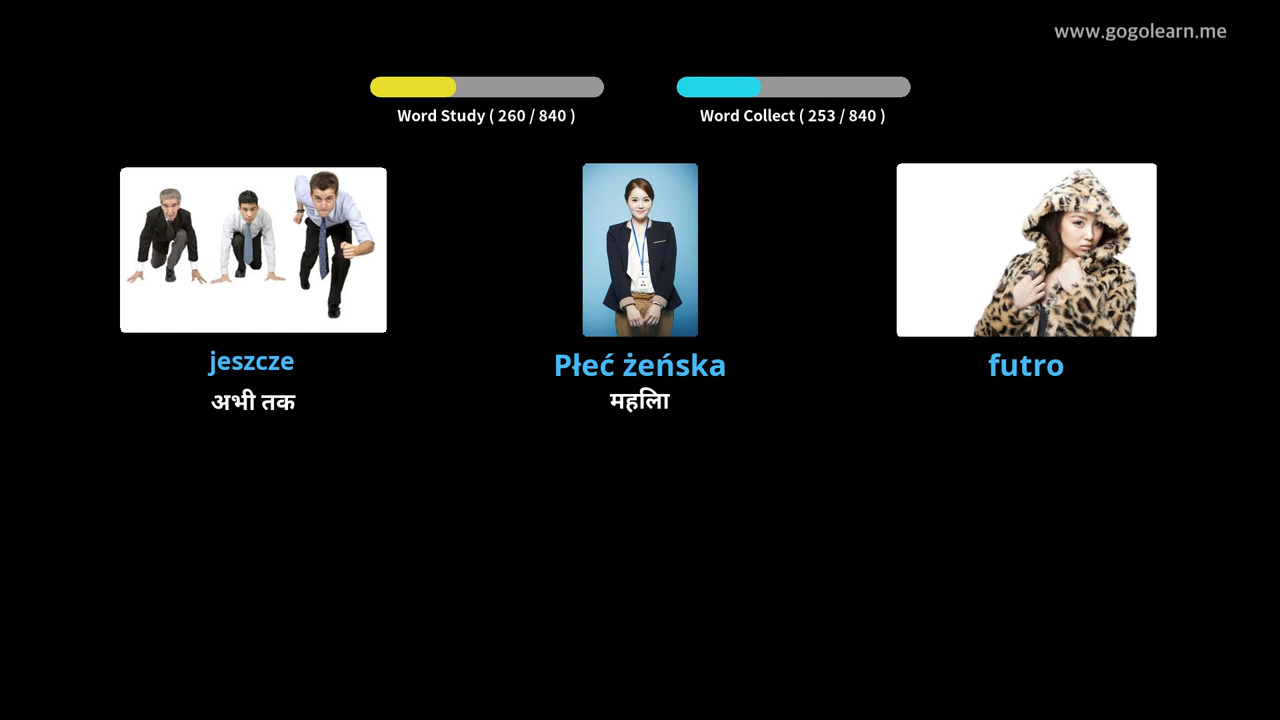 www.gogolearn.me
Word Study ( 260 / 840 )
Word Collect ( 253 / 840 )
jeszcze
Płeć żeńska
futro
अभी तक
महिला